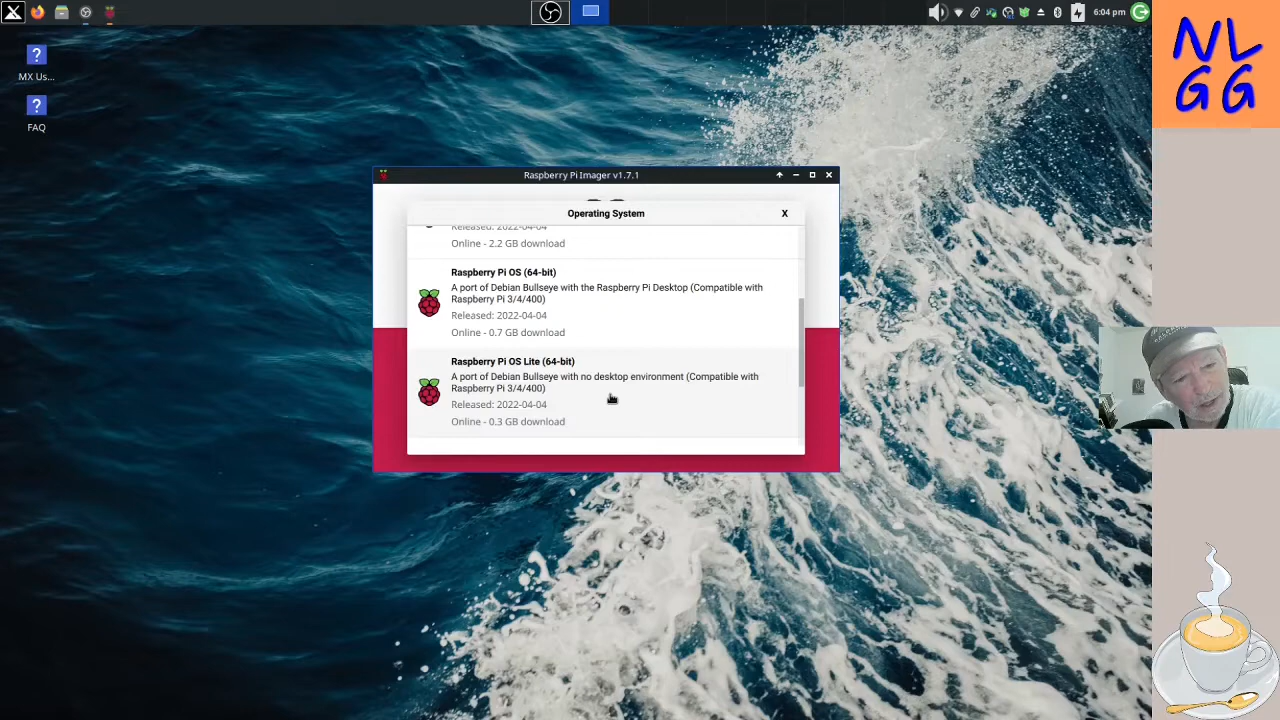 6:04 pm
NL
GG
MX Us...
FAQ
Raspberry Pi Imager v1.7.1
Operating System
X
Released: 2022-04-04
Online - 2.2 GB download
Raspberry Pi OS (64-bit)
A port of Debian Bullseye with the Raspberry Pi Desktop (Compatible with
Raspberry Pi 3/4/400)
Released: 2022-04-04
Online - 0.7 GB download
Raspberry Pi OS Lite (64-bit)
A port of Debian Bullseye with no desktop environment (Compatible with
Raspberry Pi 3/4/400)
Released: 2022-04-04
Online - 0.3 GB download